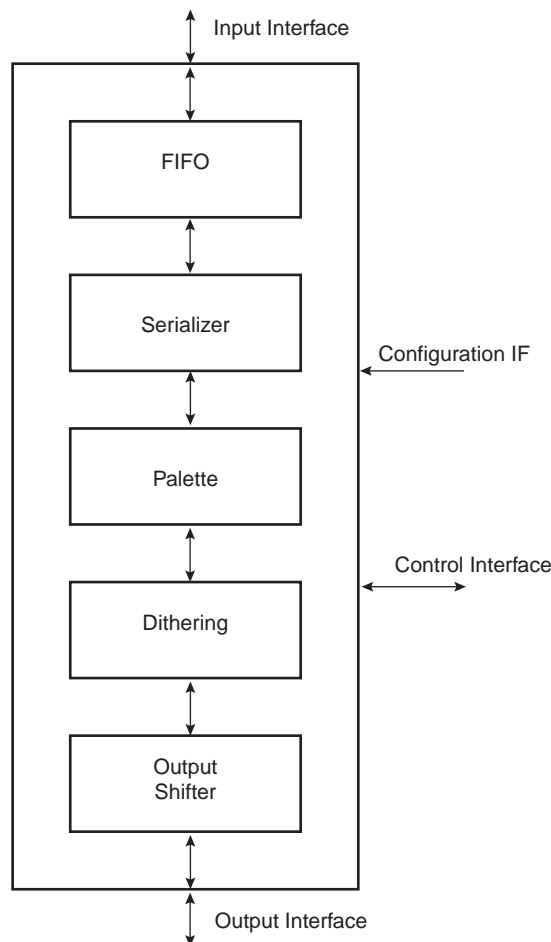 Input Interface
FIFO
Serializer
Configuration IF
Palette
Control Interface
Dithering
Output
Shifter
Output Interface